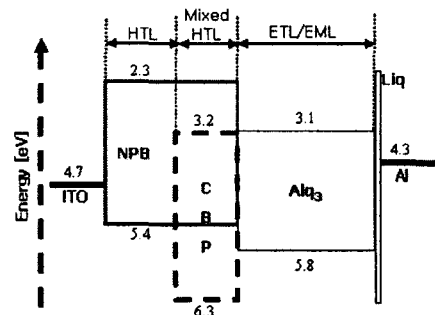 Mixed
HTL HTL ETL/EML
2.3
Liq
3.2 3.1
NPB
4.7 4.3
ITO C Alq3 Al
B
5.4 P
5.8
6.3
Energy [eV]